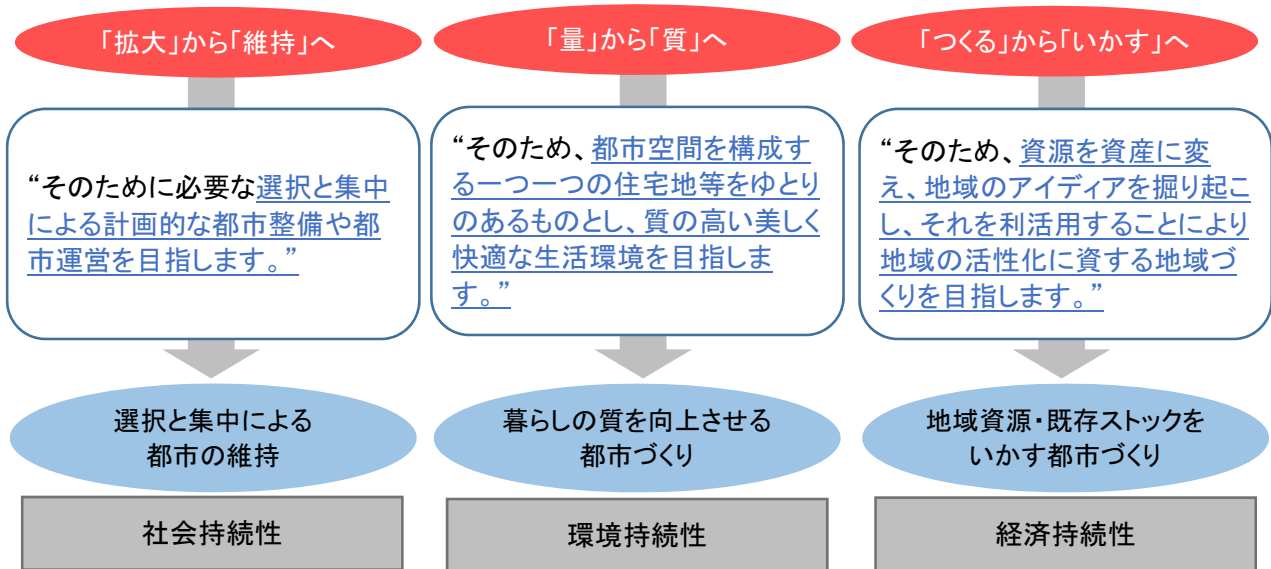 「拡大」から「維持」へ
「量」から「質」へ
「つくる」から「いかす」へ
“そのために必要な選択と集中
による計画的な都市整備や都
市運営を目指します。”
“そのため、都市空間を構成す
る一つ一つの住宅地等をゆとり
のあるものとし、質の高い美しく
快適な生活環境を目指しま
す。”
“そのため、資源を資産に変
え、地域のアイディアを掘り起こ
し、それを利活用することにより
地域の活性化に資する地域づ
くりを目指します。”
選択と集中による
都市の維持
暮らしの質を向上させる
都市づくり
地域資源・既存ストックを
いかす都市づくり
社会持続性
環境持続性
経済持続性